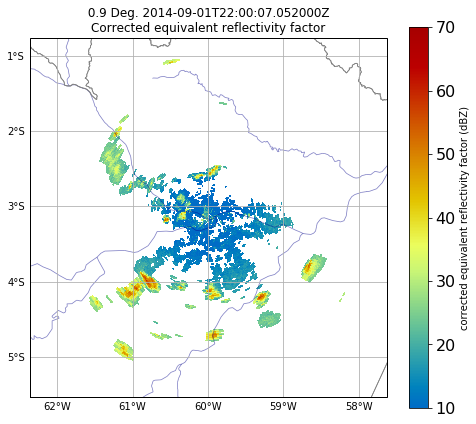 0.9 Deg. 2014-09-01T22:00:07.052000Z
Corrected equivalent reflectivity factor
1°S
2°S
3°S
4°S
5°S
62°W 61°W 60°W 59°W 58°W
70
60
50
40
30
20
10
corrected equivalent reflectivity factor (dBZ)